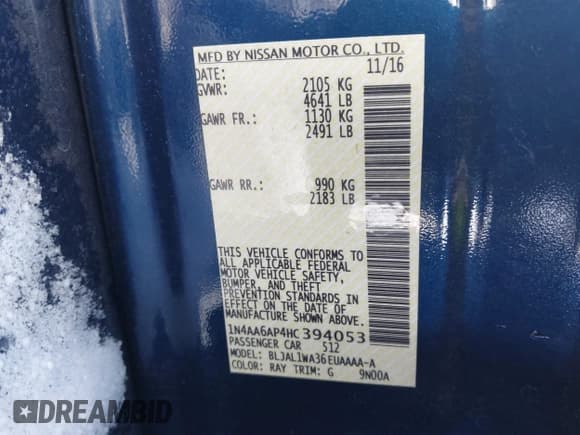 MFD BY NISSAN MOTOR CO., LTD.
DATE: 11/16
GVWR: 2105 KG
4641 LB
GAWR FR.: 1130 KG
2491 LB
GAWR RR.: 990 KG
2183 LB
THIS VEHICLE CONFORMS TO
ALL APPLICABLE FEDERAL
MOTOR VEHICLE SAFETY,
BUMPER, AND THEFT
PREVENTION STANDARDS IN
EFFECT ON THE DATE OF
MANUFACTURE SHOWN ABOVE.
1N4AA6AP4HC394053
PASSENGER CAR 512
MODEL: BLJAL1WA36EUAAAA-A
COLOR: RAY TRIM: G 9N00A
DREAMBID